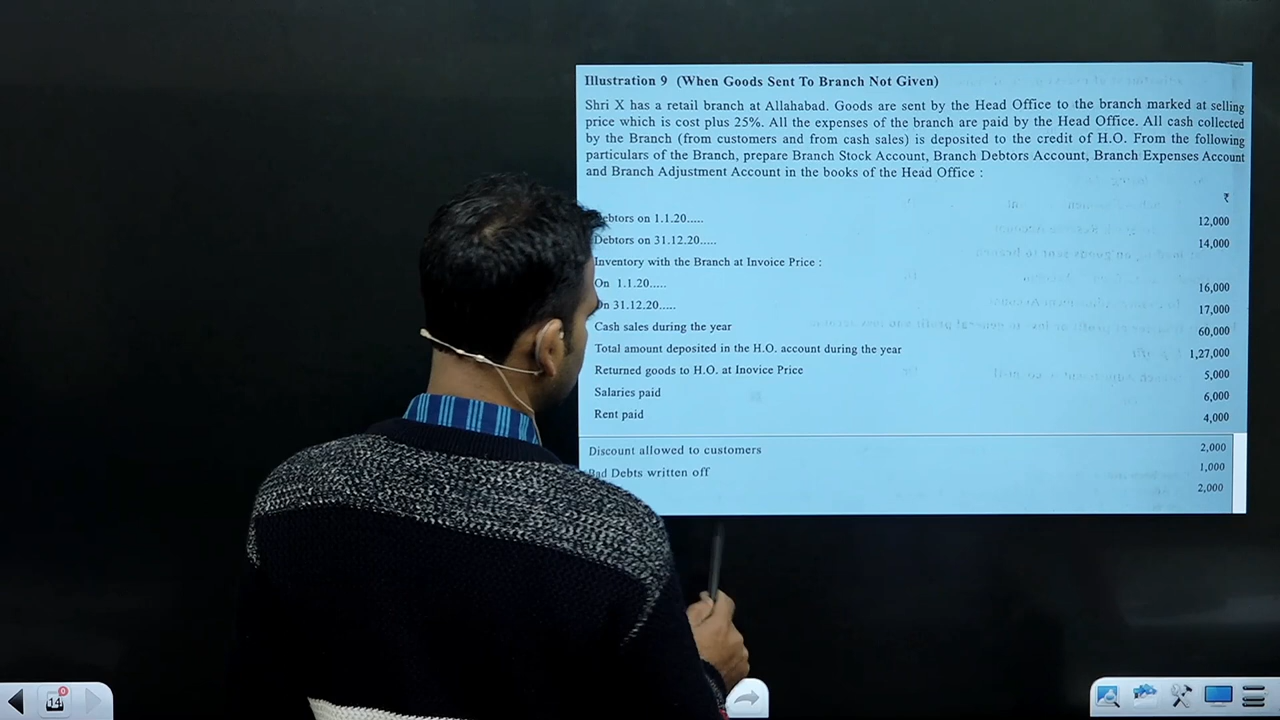 Illustration 9 (When Goods Sent To Branch Not Given)
Shri X has a retail branch at Allahabad. Goods are sent by the Head Office to the branch marked at selling
price which is cost plus 25%. All the expenses of the branch are paid by the Head Office. All cash collected
by the Branch (from customers and from cash sales) is deposited to the credit of H.O. From the following
particulars of the Branch, prepare Branch Stock Account, Branch Debtors Account, Branch Expenses Account
and Branch Adjustment Account in the books of the Head Office :
₹
ebtors on 1.1.20..... 12,000
Debtors on 31.12.20..... 14,000
Inventory with the Branch at Invoice Price :
On 1.1.20..... 16,000
On 31.12.20..... 17,000
Cash sales during the year 60,000
Total amount deposited in the H.O. account during the year 1,27,000
Returned goods to H.O. at Inovice Price 5,000
Salaries paid 6,000
Rent paid 4,000
Discount allowed to customers 2,000
Bad Debts written off 1,000
2,000
14
0